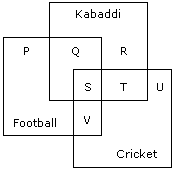 Kabaddi
P Q R
S T U
Football V
Cricket